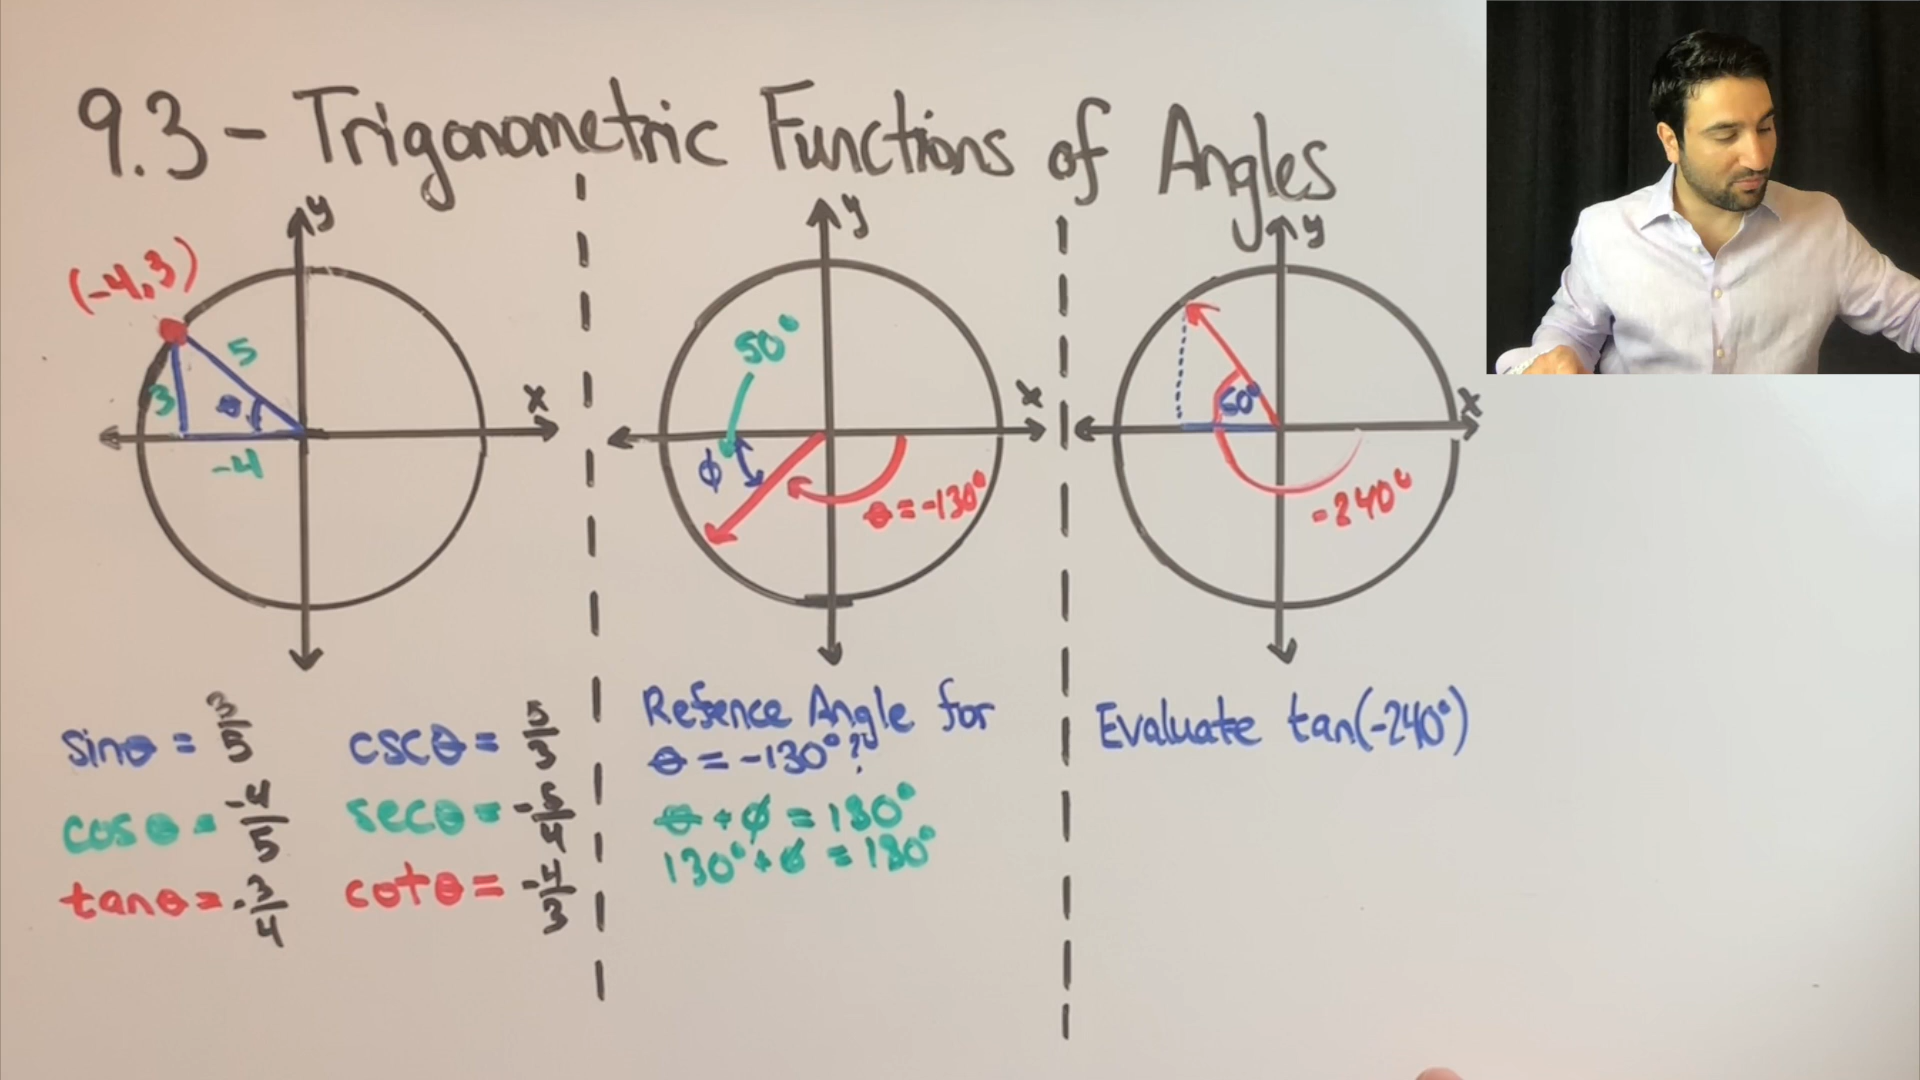 9.3 - Trigonometric Functions of Angles
y
x
(-4,3)
5
3
θ
-4
sinθ = 3/5
cscθ = 5/3
cosθ = -4/5
secθ = -5/4
tanθ = -3/4
cotθ = -4/3
y
x
50°
ϕ
θ = -130°
Refence Angle for
θ = -130°?
θ + ϕ = 180°
130° + ϕ = 180°
y
x
60°
-240°
Evaluate tan(-240°)